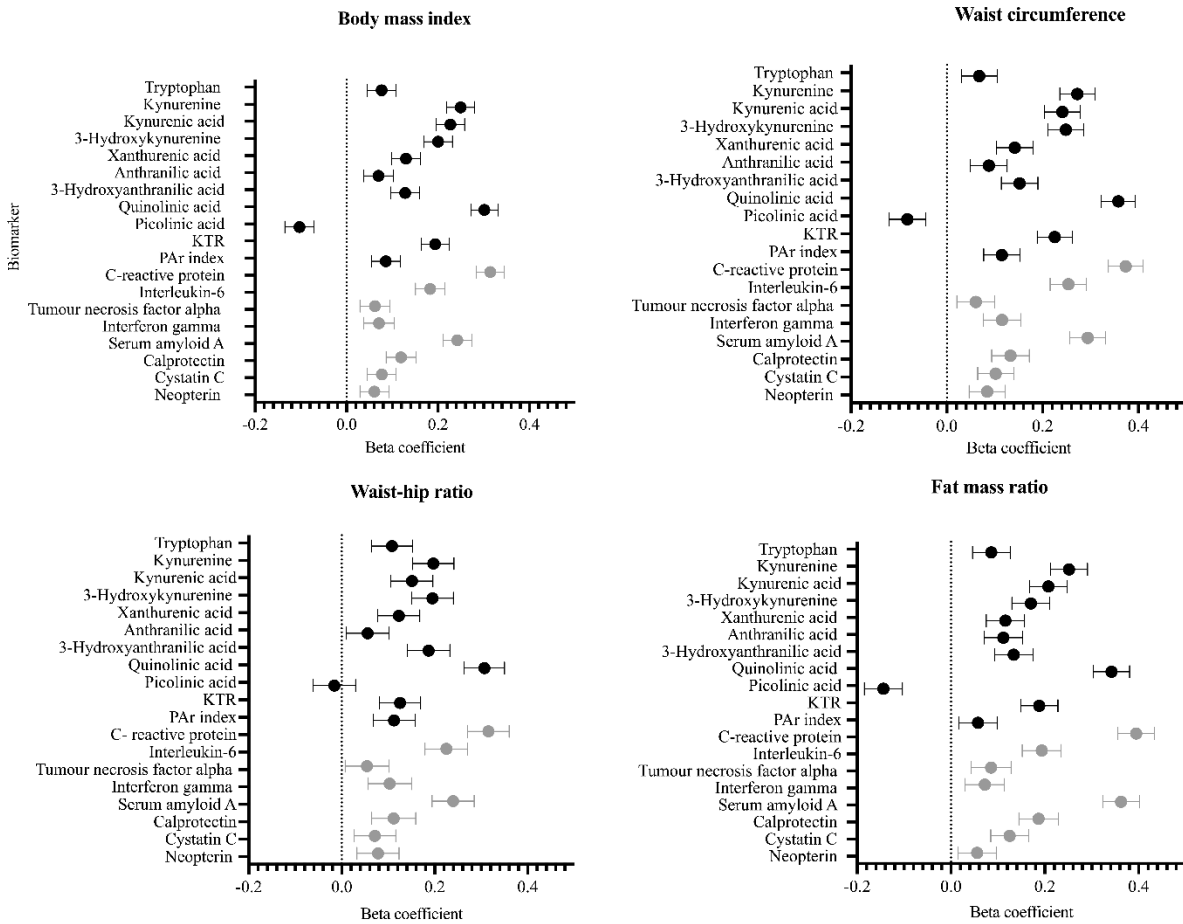 Body mass index
Biomarker
Tryptophan
Kynurenine
Kynurenic acid
3-Hydroxykynurenine
Xanthurenic acid
Anthranilic acid
3-Hydroxyanthranilic acid
Quinolinic acid
Picolinic acid
KTR
PAr index
C-reactive protein
Interleukin-6
Tumour necrosis factor alpha
Interferon gamma
Serum amyloid A
Calprotectin
Cystatin C
Neopterin
-0.2 0.0 0.2 0.4
Beta coefficient
Waist circumference
Tryptophan
Kynurenine
Kynurenic acid
3-Hydroxykynurenine
Xanthurenic acid
Anthranilic acid
3-Hydroxyanthranilic acid
Quinolinic acid
Picolinic acid
KTR
PAr index
C-reactive protein
Interleukin-6
Tumour necrosis factor alpha
Interferon gamma
Serum amyloid A
Calprotectin
Cystatin C
Neopterin
-0.2 0.0 0.2 0.4
Beta coefficient
Waist-hip ratio
Tryptophan
Kynurenine
Kynurenic acid
3-Hydroxykynurenine
Xanthurenic acid
Anthranilic acid
3-Hydroxyanthranilic acid
Quinolinic acid
Picolinic acid
KTR
PAr index
C- reactive protein
Interleukin-6
Tumour necrosis factor alpha
Interferon gamma
Serum amyloid A
Calprotectin
Cystatin C
Neopterin
-0.2 0.0 0.2 0.4
Beta coefficient
Fat mass ratio
Tryptophan
Kynurenine
Kynurenic acid
3-Hydroxykynurenine
Xanthurenic acid
Anthranilic acid
3-Hydroxyanthranilic acid
Quinolinic acid
Picolinic acid
KTR
PAr index
C-reactive protein
Interleukin-6
Tumour necrosis factor alpha
Interferon gamma
Serum amyloid A
Calprotectin
Cystatin C
Neopterin
-0.2 0.0 0.2 0.4
Beta coefficient